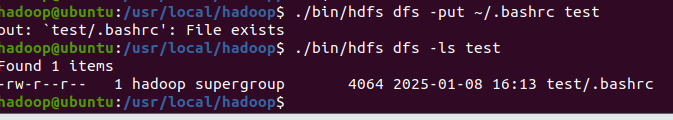 hadoop@ubuntu:/usr/local/hadoop$ ./bin/hdfs dfs -put ~/.bashrc test
put: `test/.bashrc': File exists
hadoop@ubuntu:/usr/local/hadoop$ ./bin/hdfs dfs -ls test
Found 1 items
-rw-r--r--   1 hadoop supergroup       4064 2025-01-08 16:13 test/.bashrc
hadoop@ubuntu:/usr/local/hadoop$